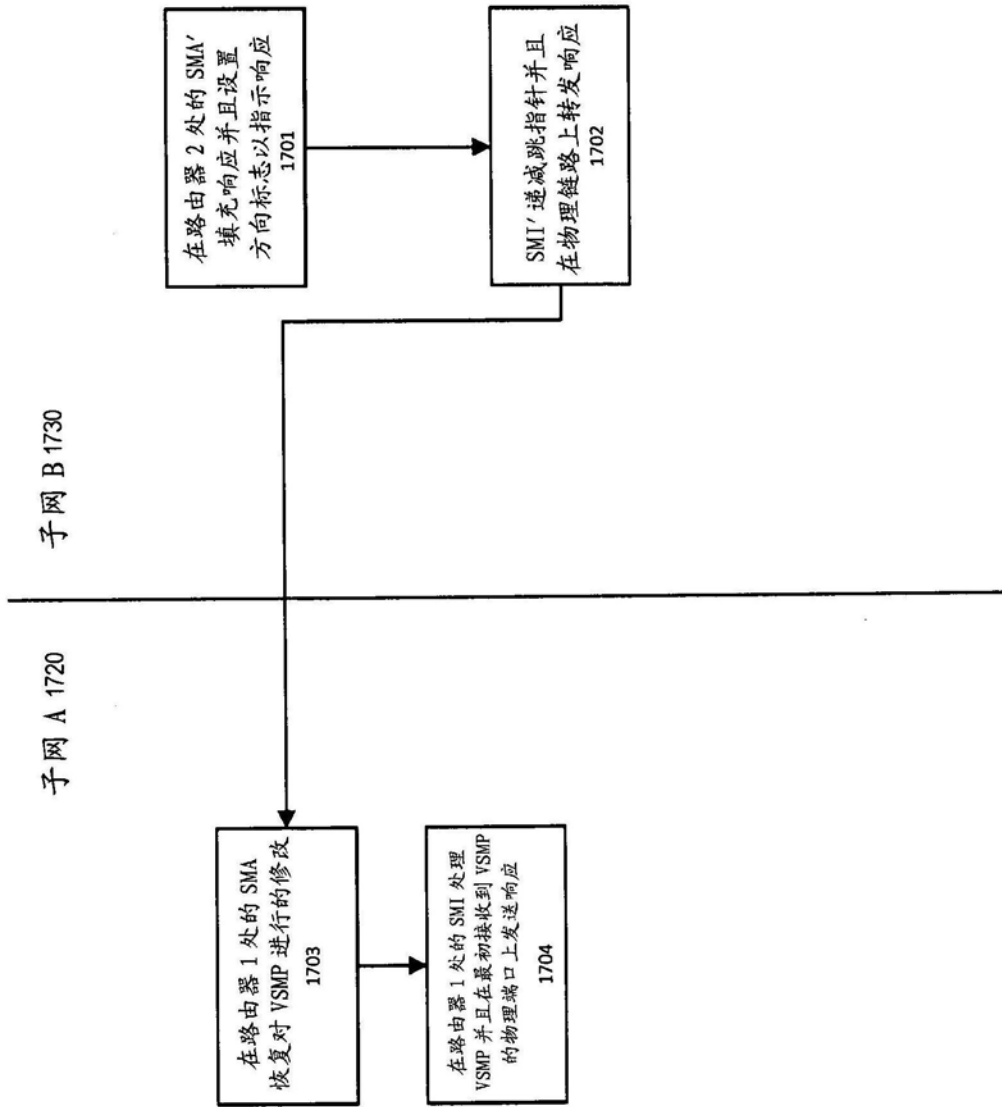 子网 A 1720
子网 B 1730
在路由器 2 处的 SMA′
填充响应并且设置
方向标志以指示响应
1701
SMI′ 递减跳指针并且
在物理链路上转发响应
1702
在路由器 1 处的 SMA
恢复对 VSMP 进行的修改
1703
在路由器 1 处的 SMI 处理
VSMP 并且在最初接收到 VSMP
的物理端口上发送响应
1704